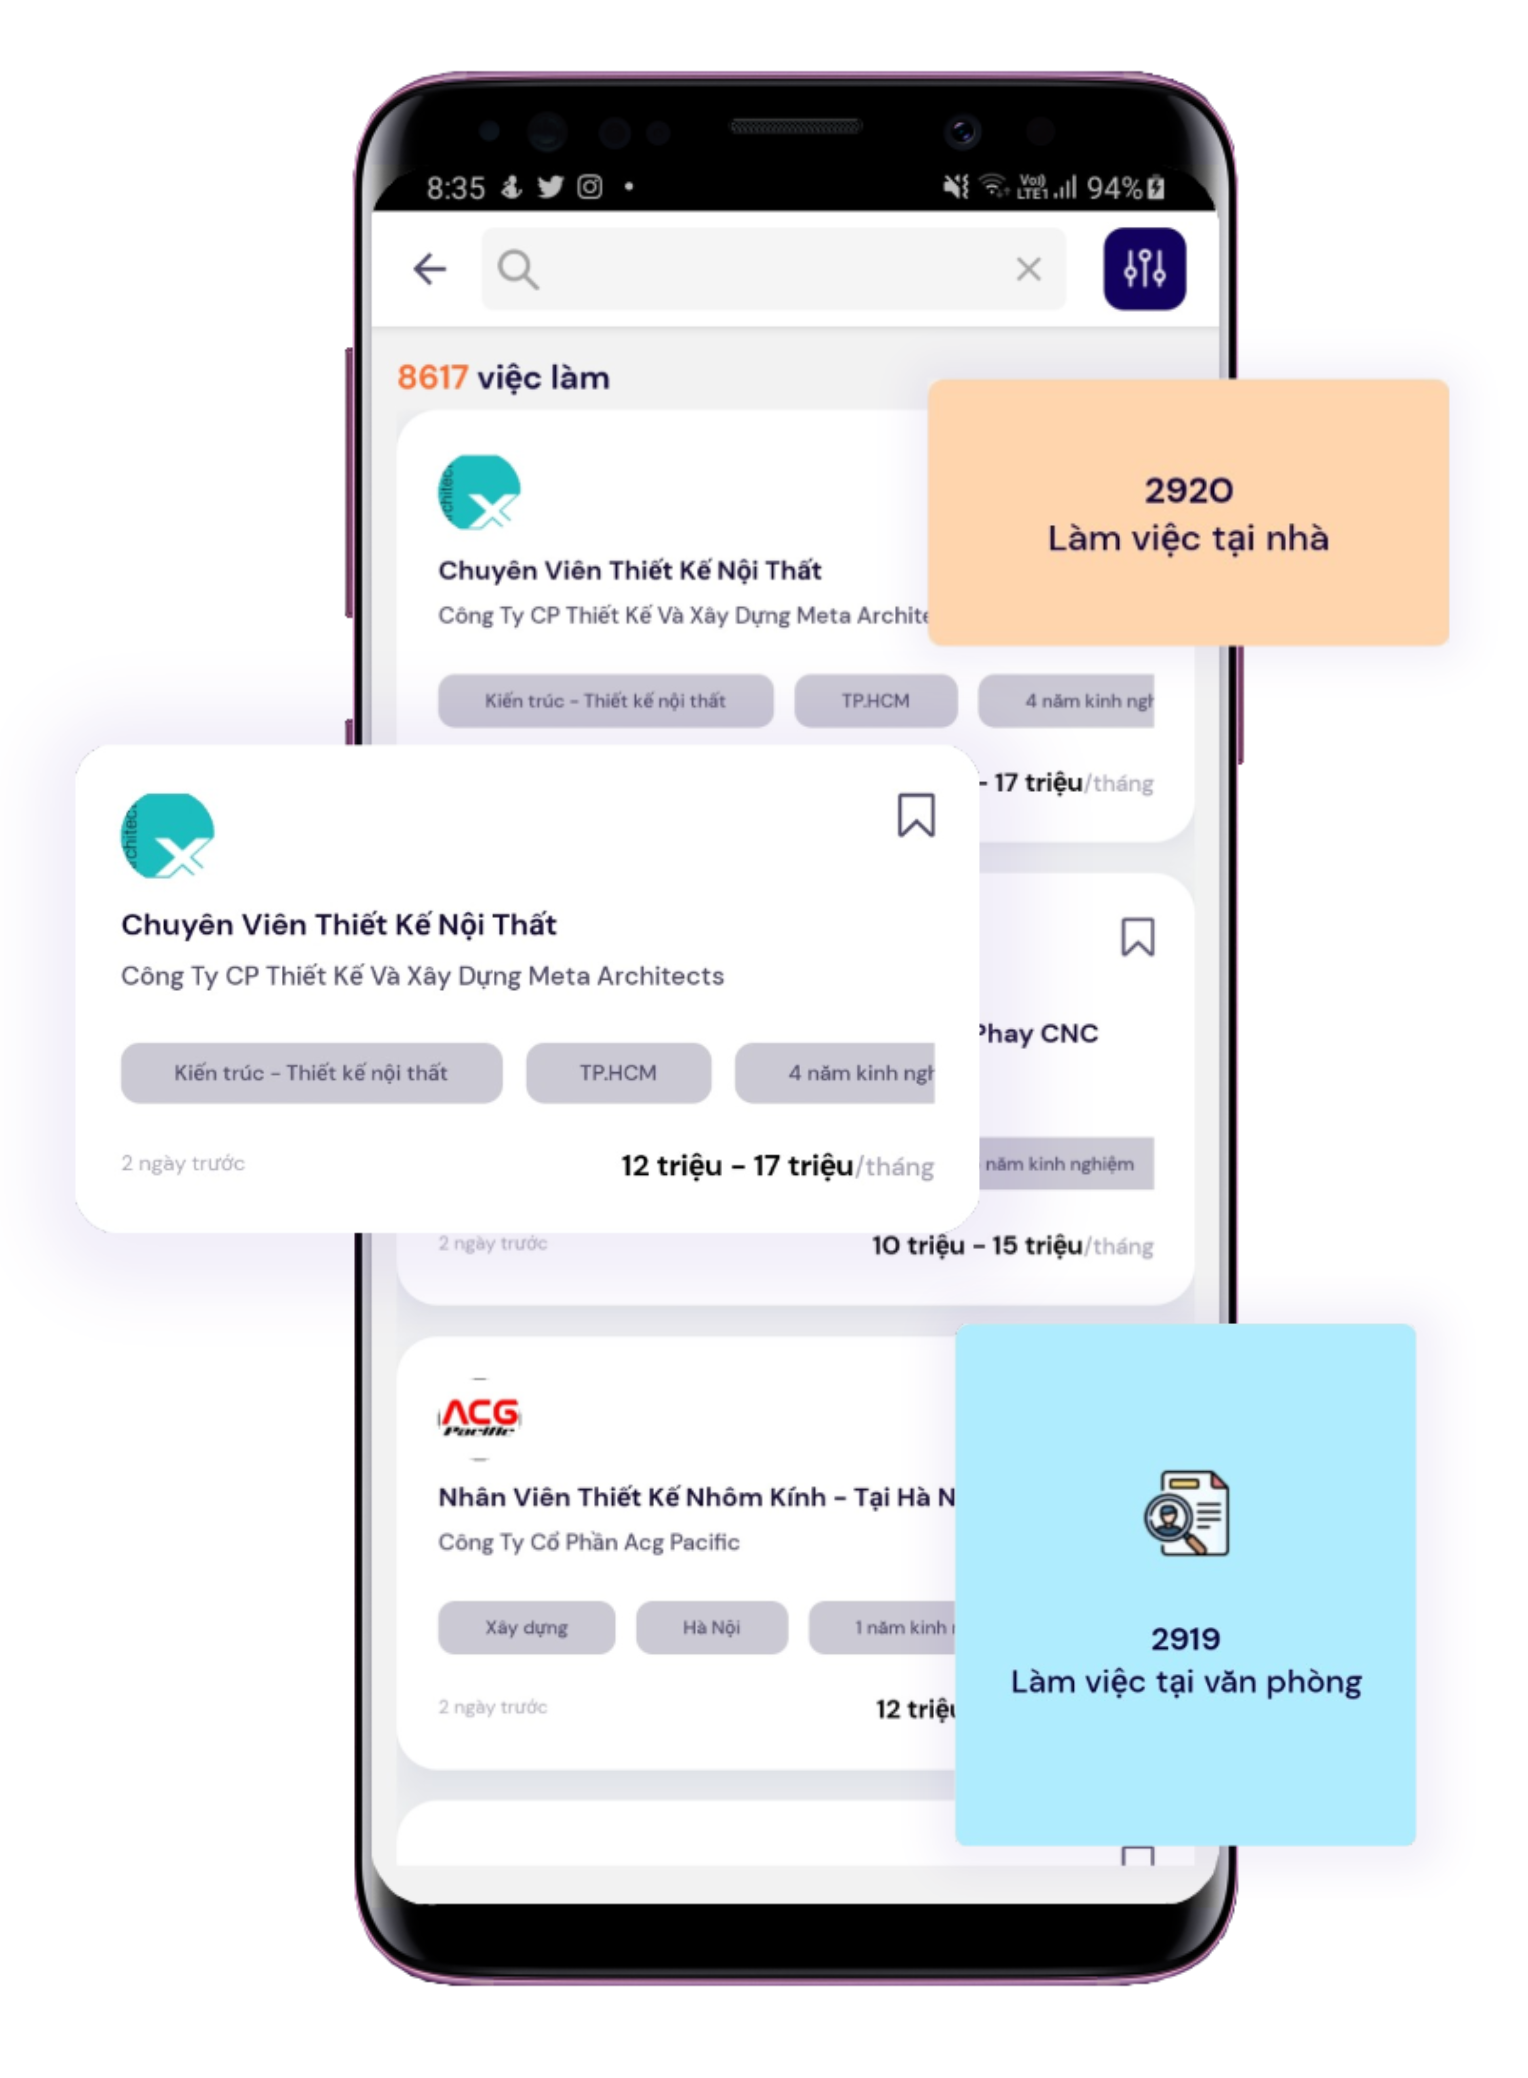 8:35
Vo))
LTE1
94%
8617 việc làm
2920
Làm việc tại nhà
Chuyên Viên Thiết Kế Nội Thất
Công Ty CP Thiết Kế Và Xây Dựng Meta Archite
Kiến trúc - Thiết kế nội thất
TP.HCM
4 năm kinh ngh
- 17 triệu/tháng
chitec
Chuyên Viên Thiết Kế Nội Thất
Công Ty CP Thiết Kế Và Xây Dựng Meta Architects
Kiến trúc - Thiết kế nội thất
TP.HCM
4 năm kinh ngh
2 ngày trước
12 triệu - 17 triệu/tháng
Phay CNC
năm kinh nghiệm
2 ngày trước
10 triệu - 15 triệu/tháng
ACG
Pacific
Nhân Viên Thiết Kế Nhôm Kính - Tại Hà N
Công Ty Cổ Phần Acg Pacific
Xây dựng
Hà Nội
1 năm kinh
2 ngày trước
12 triệu
2919
Làm việc tại văn phòng